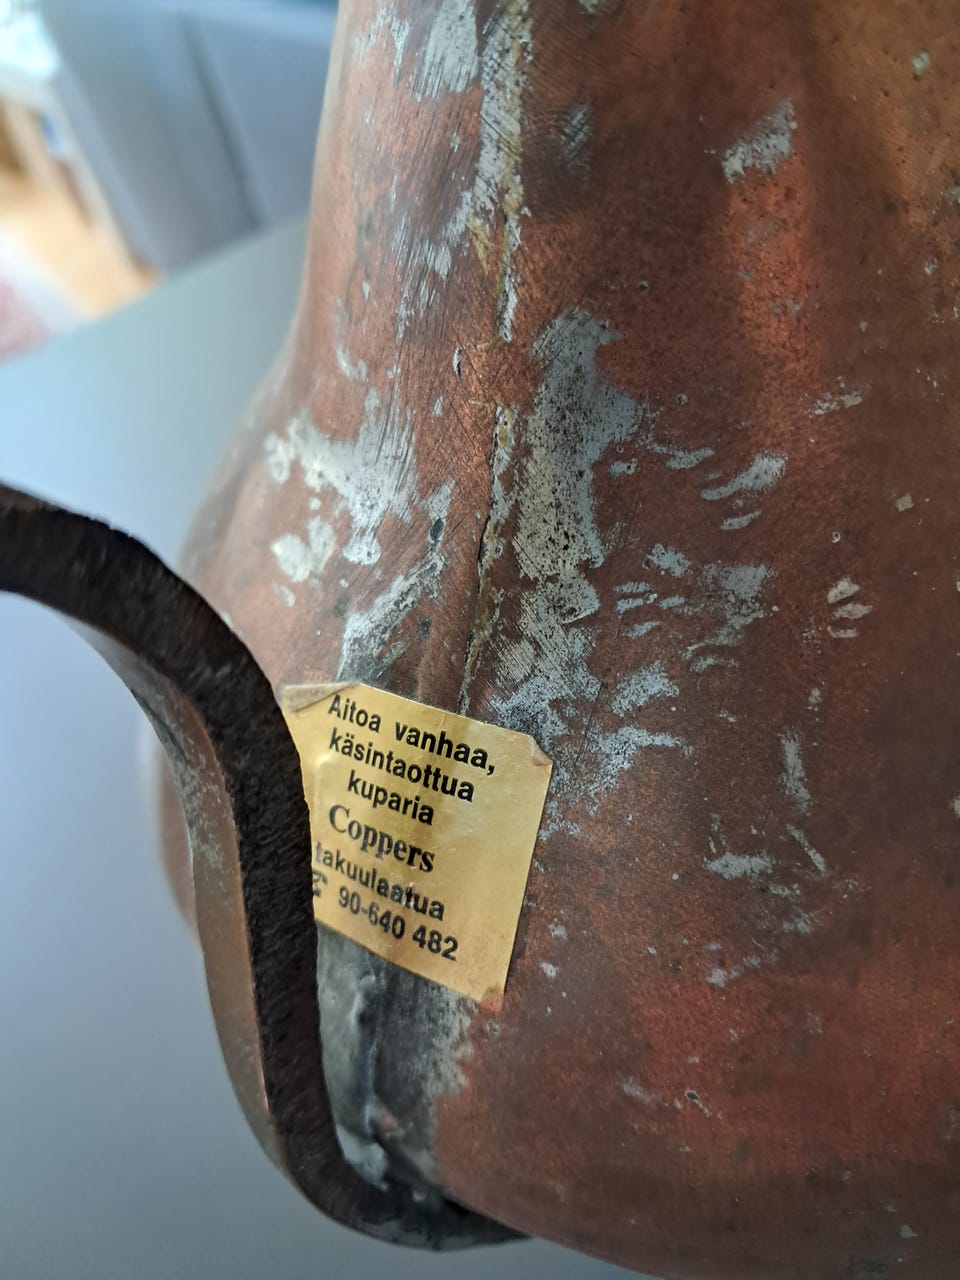 Aitoa vanhaa,
käsintaottua
kuparia
Coppers
takuulaatua
90-640 482